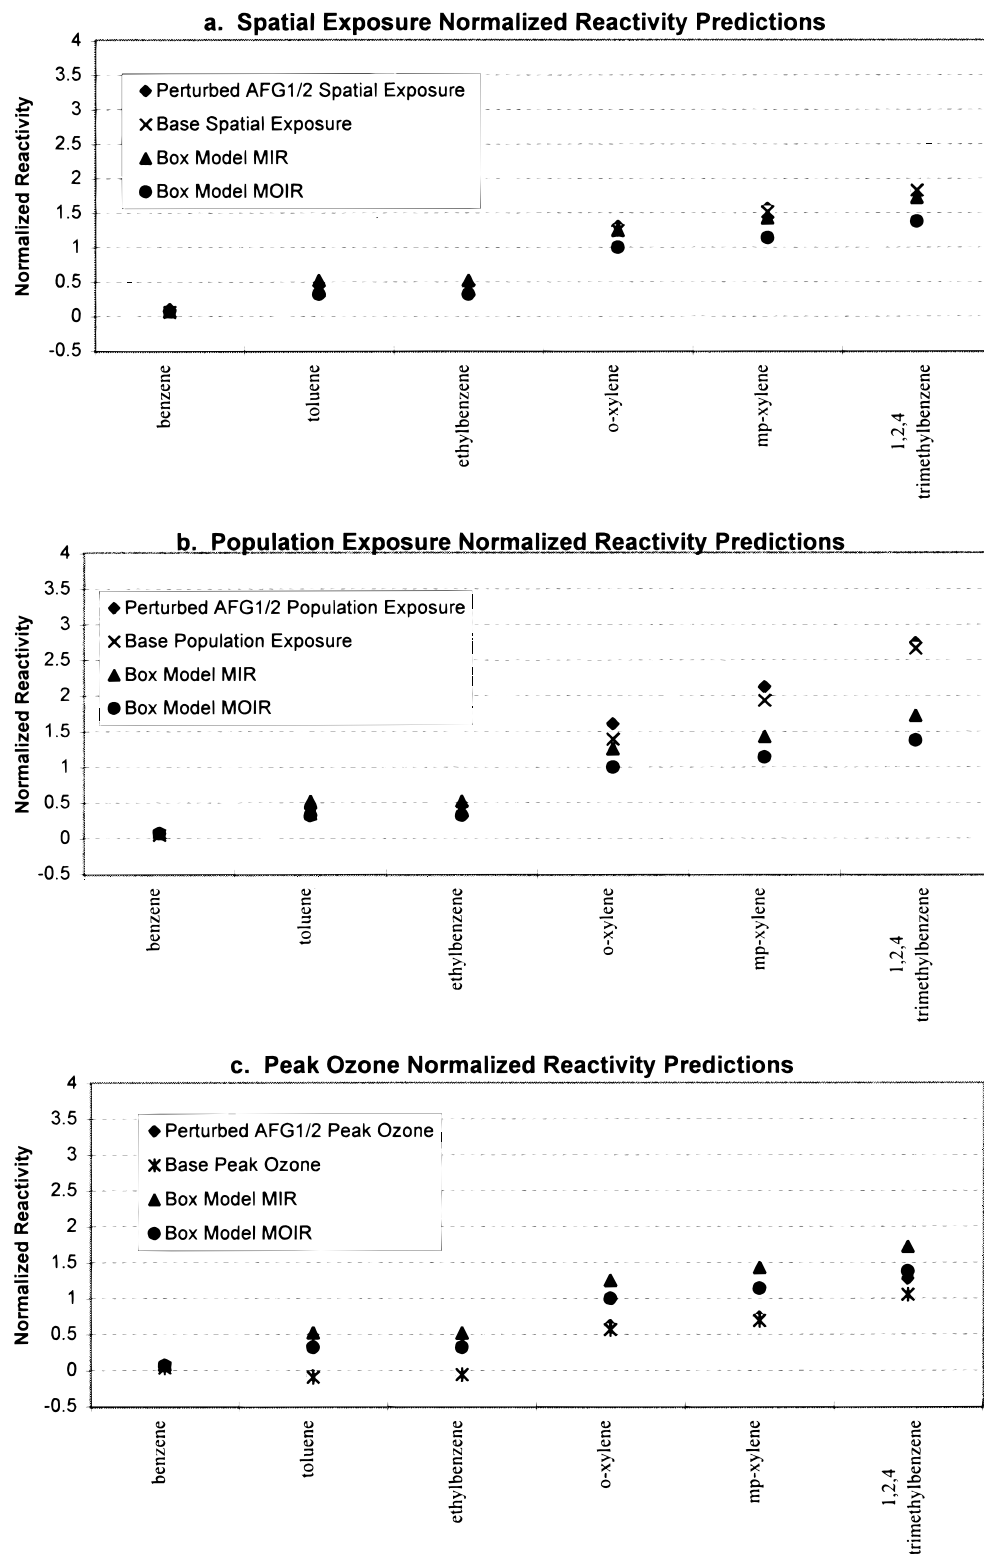 a. Spatial Exposure Normalized Reactivity Predictions
4
3.5
3
2.5
2
1.5
1
0.5
0
-0.5
Normalized Reactivity
Perturbed AFG1/2 Spatial Exposure
Base Spatial Exposure
Box Model MIR
Box Model MOIR
benzene
toluene
ethylbenzene
o-xylene
mp-xylene
1,2,4
trimethylbenzene
b. Population Exposure Normalized Reactivity Predictions
4
3.5
3
2.5
2
1.5
1
0.5
0
-0.5
Normalized Reactivity
Perturbed AFG1/2 Population Exposure
Base Population Exposure
Box Model MIR
Box Model MOIR
benzene
toluene
ethylbenzene
o-xylene
mp-xylene
1,2,4
trimethylbenzene
c. Peak Ozone Normalized Reactivity Predictions
4
3.5
3
2.5
2
1.5
1
0.5
0
-0.5
Normalized Reactivity
Perturbed AFG1/2 Peak Ozone
Base Peak Ozone
Box Model MIR
Box Model MOIR
benzene
toluene
ethylbenzene
o-xylene
mp-xylene
1,2,4
trimethylbenzene